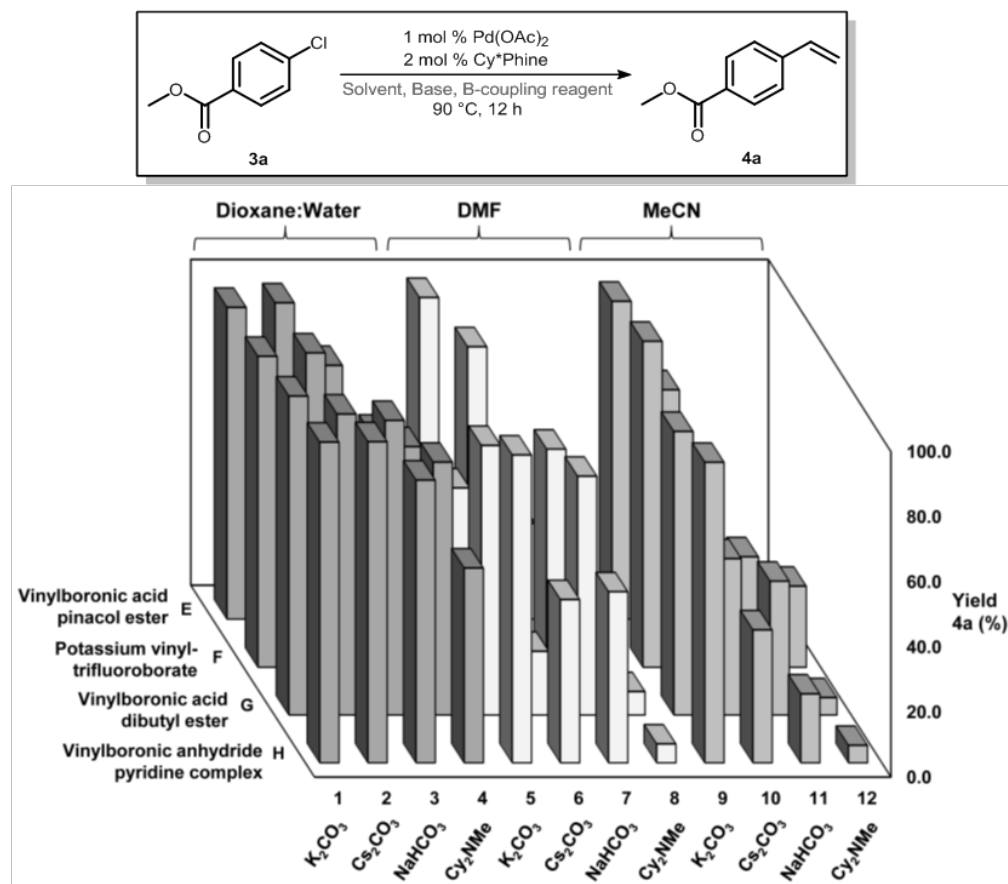 Cl
O
O
3a
1 mol % Pd(OAc)2
2 mol % Cy*Phine
Solvent, Base, B-coupling reagent
90 °C, 12 h
O
O
4a
Dioxane:Water
DMF
MeCN
100.0
80.0
60.0
40.0
20.0
0.0
Yield
4a (%)
Vinylboronic acid
pinacol ester E
Potassium vinyl-
trifluoroborate F
Vinylboronic acid
dibutyl ester G
Vinylboronic anhydride H
pyridine complex
1 2 3 4 5 6 7 8 9 10 11 12
K2CO3 Cs2CO3 NaHCO3 Cy2NMe K2CO3 Cs2CO3 NaHCO3 Cy2NMe K2CO3 Cs2CO3 NaHCO3 Cy2NMe